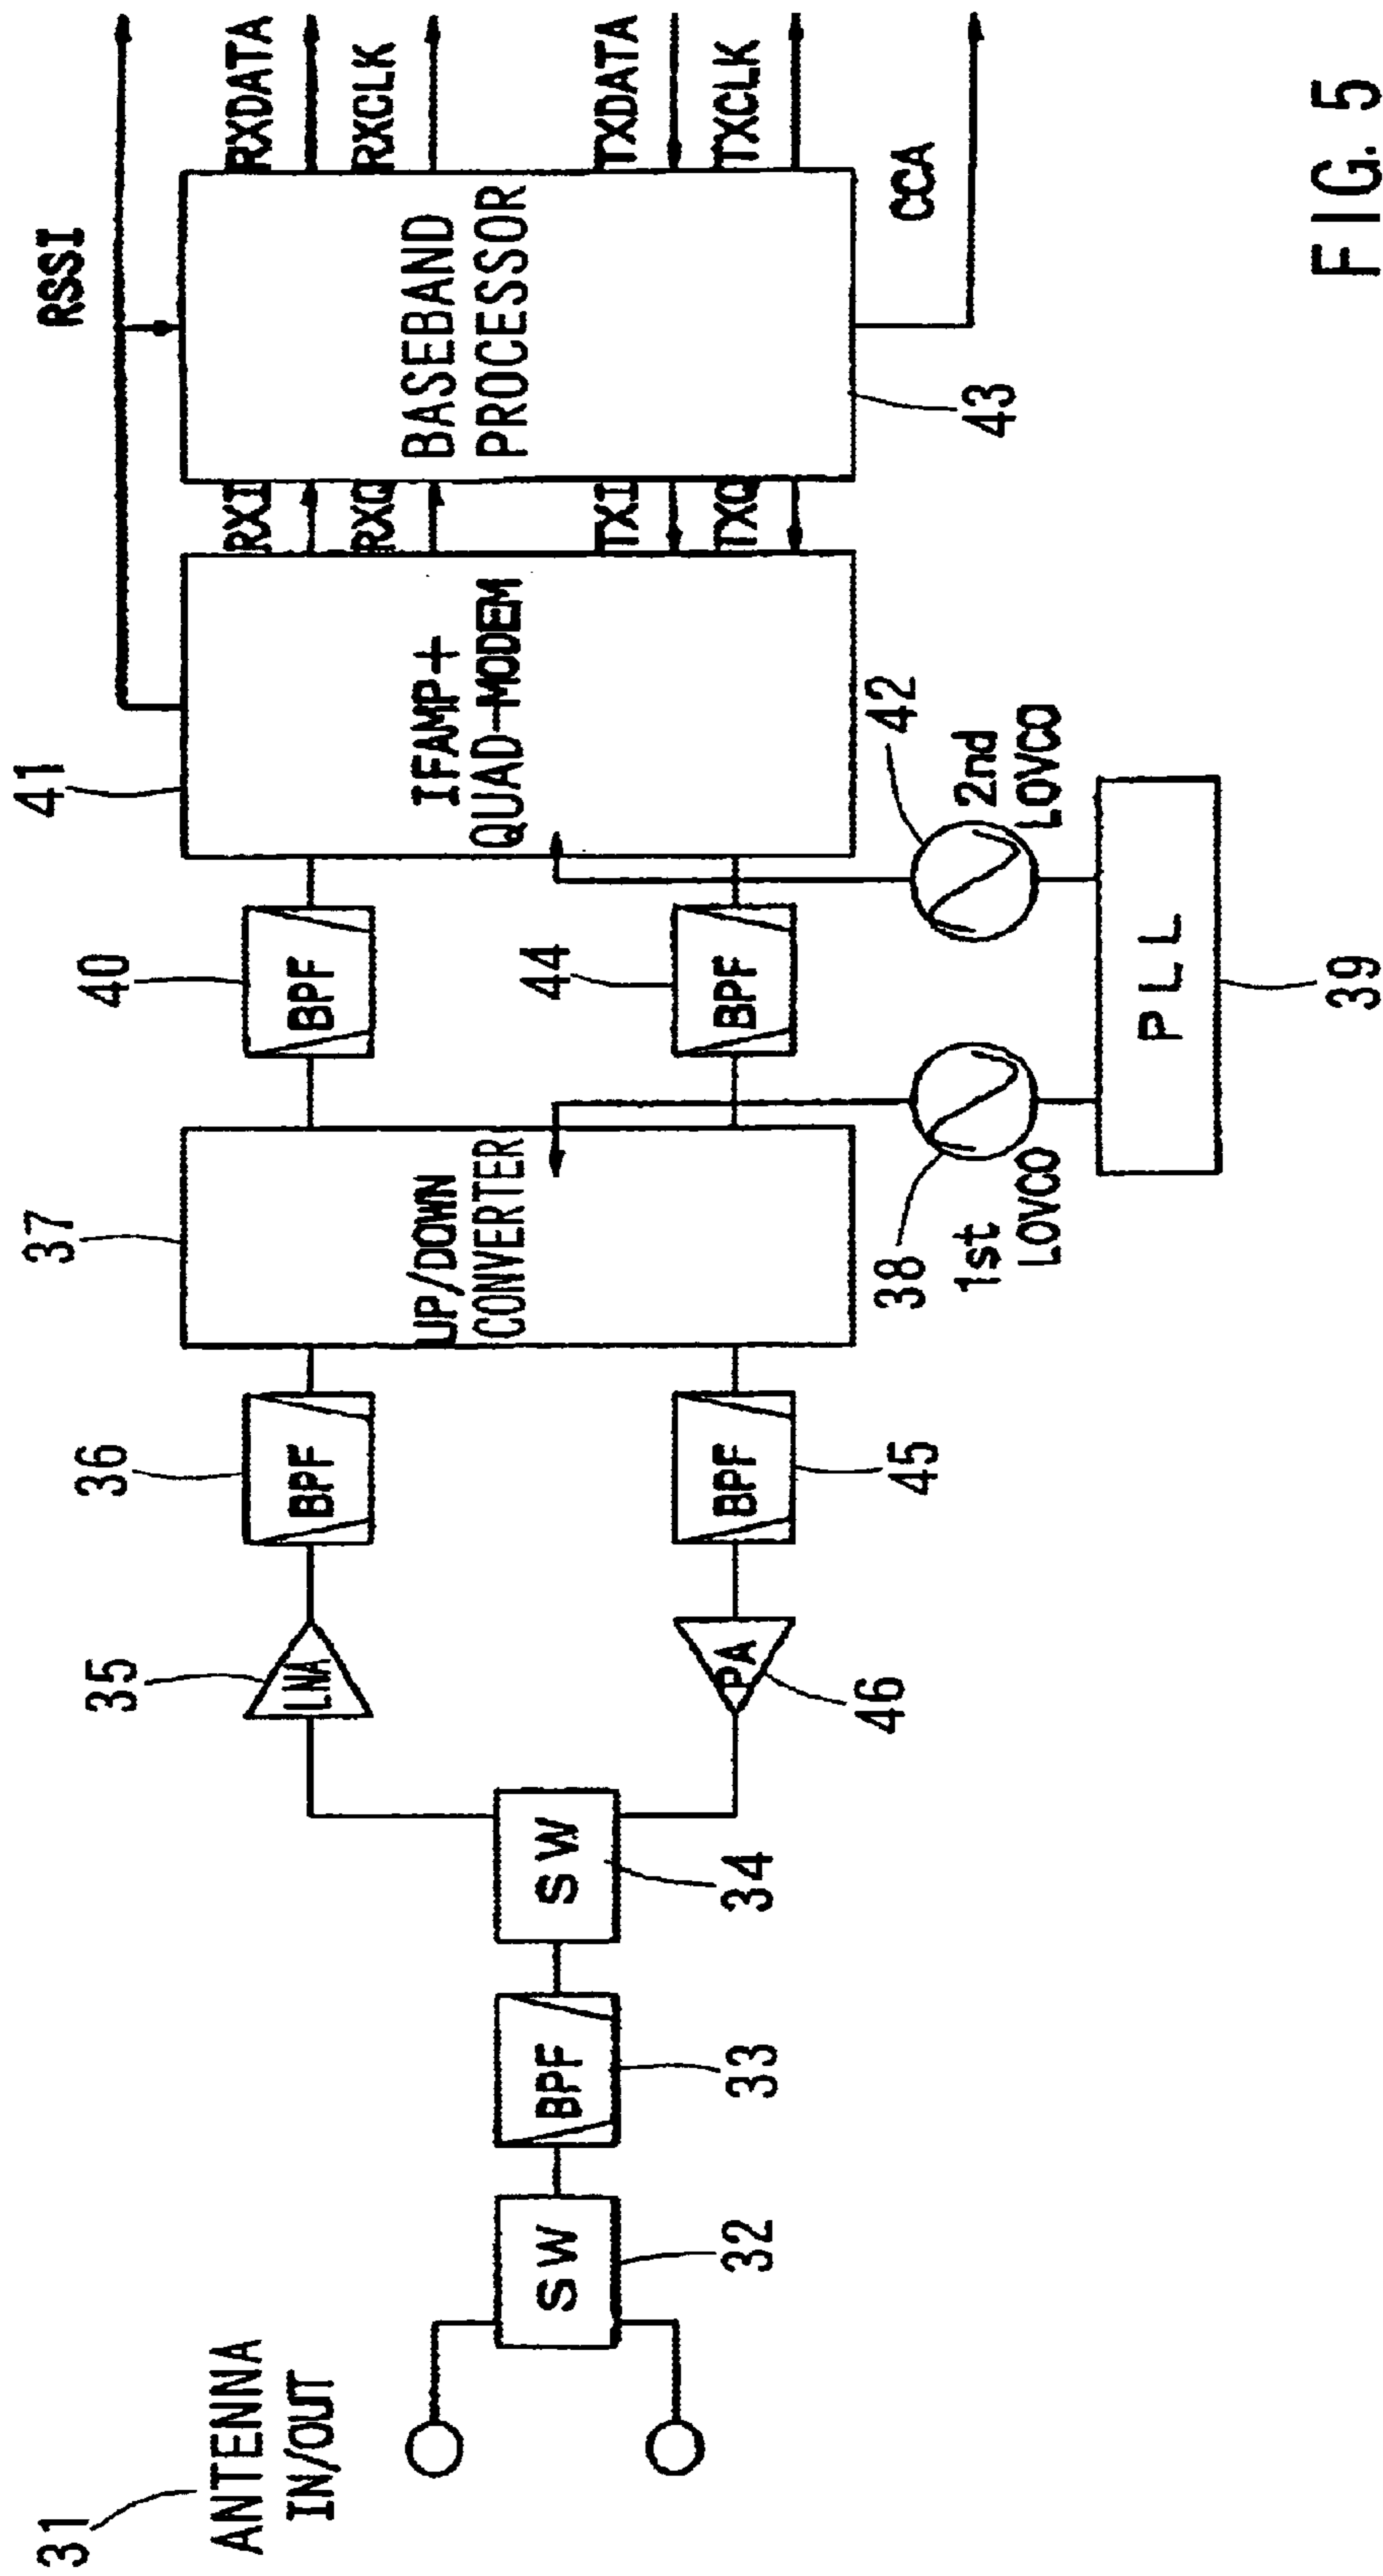 31
ANTENNA
IN/OUT
SW
32
BPF
33
SW
34
35
LNA
PA
46
36
BPF
BPF
45
37
UP/DOWN
CONVERTER
38
1st
LOVCO
40
BPF
44
BPF
42
2nd
LOVCO
PLL
39
41
IFAMP+
QUAD-MODEM
RXI
RXQ
TXI
TXQ
RSSI
BASEBAND
PROCESSOR
43
RXDATA
RXCLK
TXDATA
TXCLK
CCA
FIG. 5